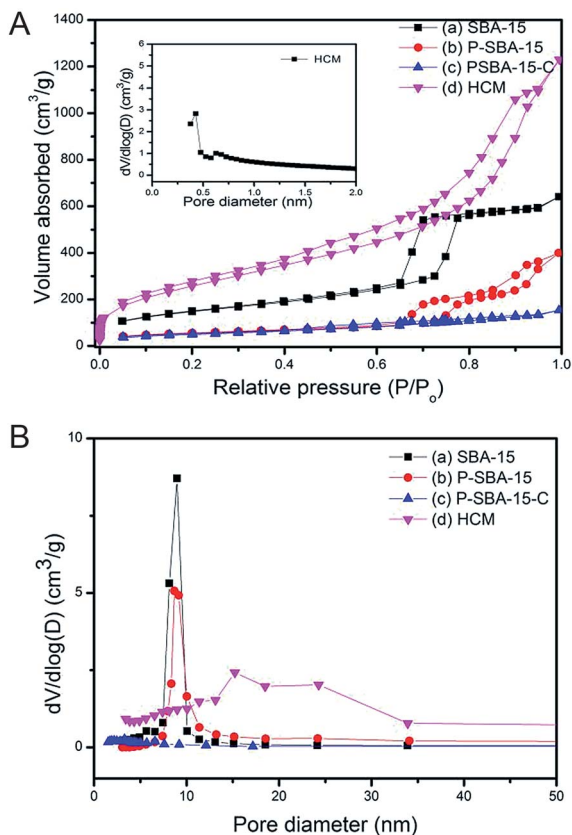 A
Volume absorbed (cm³/g)
1400
1200
1000
800
600
400
200
0
0.0 0.2 0.4 0.6 0.8 1.0
Relative pressure (P/Pₒ)
(a) SBA-15
(b) P-SBA-15
(c) PSBA-15-C
(d) HCM
dV/dlog(D) (cm³/g)
6
5
4
3
2
1
0
0.0 0.5 1.0 1.5 2.0
Pore diameter (nm)
HCM
B
dV/dlog(D) (cm³/g)
10
5
0
0 10 20 30 40 50
Pore diameter (nm)
(a) SBA-15
(b) P-SBA-15
(c) P-SBA-15-C
(d) HCM